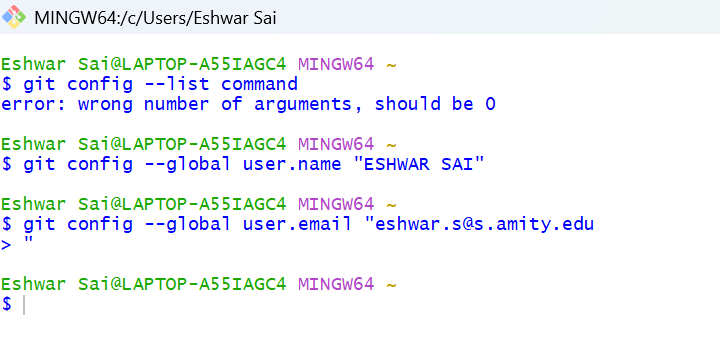 MINGW64:/c/Users/Eshwar Sai
Eshwar Sai@LAPTOP-A55IAGC4 MINGW64 ~
$ git config --list command
error: wrong number of arguments, should be 0
Eshwar Sai@LAPTOP-A55IAGC4 MINGW64 ~
$ git config --global user.name "ESHWAR SAI"
Eshwar Sai@LAPTOP-A55IAGC4 MINGW64 ~
$ git config --global user.email "eshwar.s@s.amity.edu
> "
Eshwar Sai@LAPTOP-A55IAGC4 MINGW64 ~
$